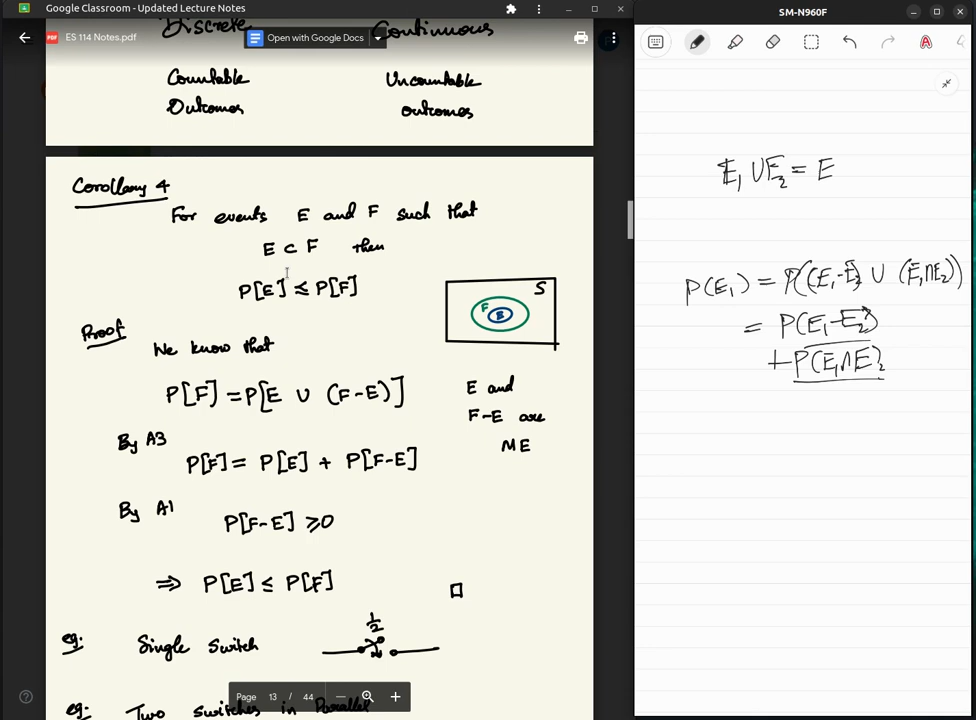 Google Classroom - Updated Lecture Notes
SM-N960F
PDF ES 114 Notes.pdf
Open with Google Docs
Discrete Continuous
Countable Uncountable
Outcomes outcomes
Corollary 4
For events E and F such that
E ⊂ F then
P[E] ≤ P[F]
S
F
E
Proof
We know that
P[F] = P[E ∪ (F-E)]
E and
F-E are
ME
By A3
P[F] = P[E] + P[F-E]
By A1
P[F-E] ≥ 0
⇒ P[E] ≤ P[F]
eg: Single Switch
1/2
Page 13 / 44
eg: Two switches in Parallel
E₁ ∪ E₂ = E
P(E₁) = P((E₁-E₂) ∪ (E₁∩E₂))
= P(E₁-E₂)
+ P(E₁∩E)₂